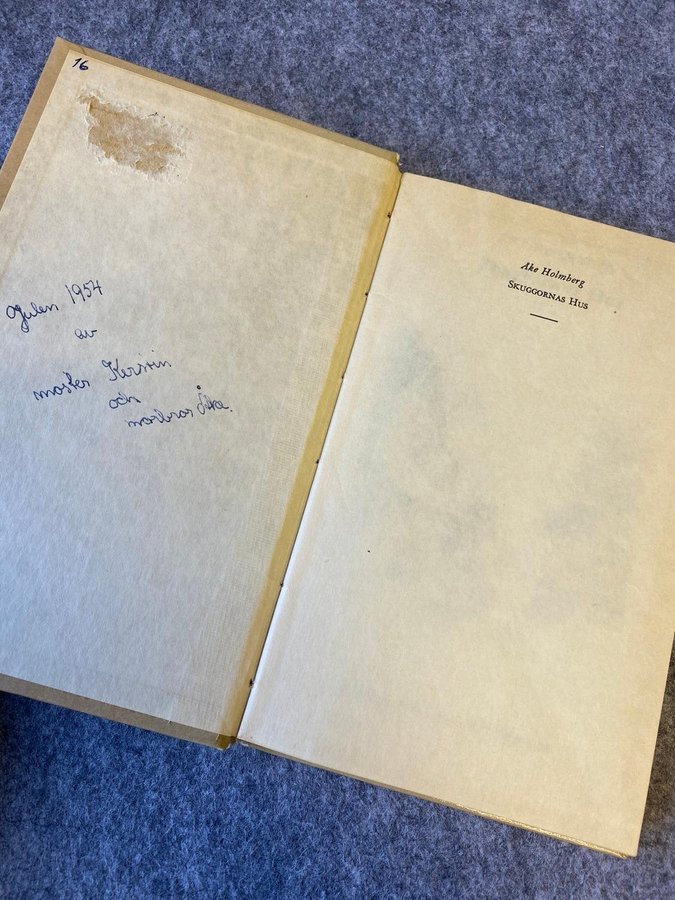 16
Julen 1954
av
moster Kerstin
och
morbror Åke.
Åke Holmberg
SKUGGORNAS HUS